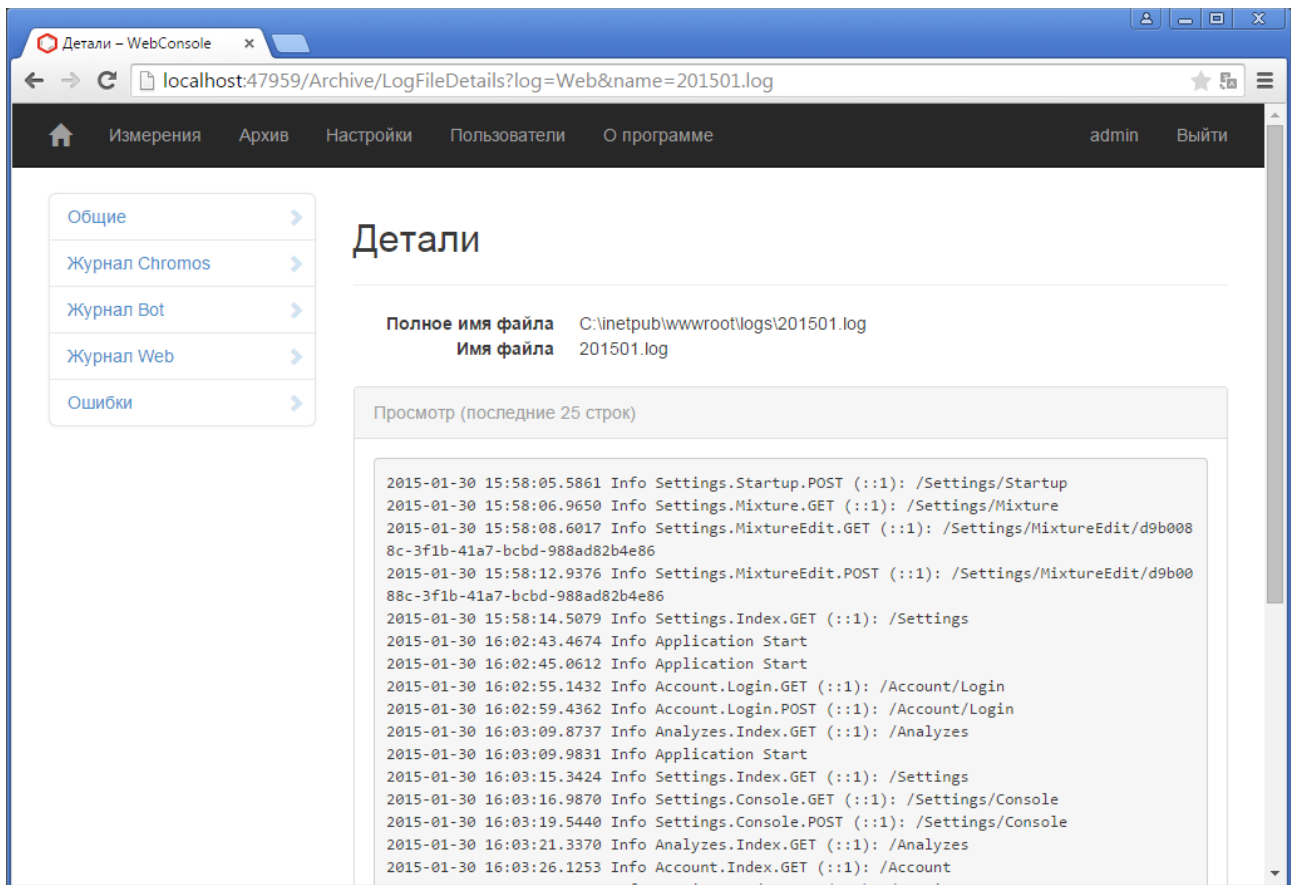 Детали – WebConsole
localhost:47959/Archive/LogFileDetails?log=Web&name=201501.log
Измерения Архив Настройки Пользователи О программе admin Выйти
Общие
Журнал Chromos
Журнал Bot
Журнал Web
Ошибки
Детали
Полное имя файла C:\inetpub\wwwroot\logs\201501.log
Имя файла 201501.log
Просмотр (последние 25 строк)
2015-01-30 15:58:05.5861 Info Settings.Startup.POST (::1): /Settings/Startup
2015-01-30 15:58:06.9650 Info Settings.Mixture.GET (::1): /Settings/Mixture
2015-01-30 15:58:08.6017 Info Settings.MixtureEdit.GET (::1): /Settings/MixtureEdit/d9b008
8c-3f1b-41a7-bcbd-988ad82b4e86
2015-01-30 15:58:12.9376 Info Settings.MixtureEdit.POST (::1): /Settings/MixtureEdit/d9b00
88c-3f1b-41a7-bcbd-988ad82b4e86
2015-01-30 15:58:14.5079 Info Settings.Index.GET (::1): /Settings
2015-01-30 16:02:43.4674 Info Application Start
2015-01-30 16:02:45.0612 Info Application Start
2015-01-30 16:02:55.1432 Info Account.Login.GET (::1): /Account/Login
2015-01-30 16:02:59.4362 Info Account.Login.POST (::1): /Account/Login
2015-01-30 16:03:09.8737 Info Analyzes.Index.GET (::1): /Analyzes
2015-01-30 16:03:09.9831 Info Application Start
2015-01-30 16:03:15.3424 Info Settings.Index.GET (::1): /Settings
2015-01-30 16:03:16.9870 Info Settings.Console.GET (::1): /Settings/Console
2015-01-30 16:03:19.5440 Info Settings.Console.POST (::1): /Settings/Console
2015-01-30 16:03:21.3370 Info Analyzes.Index.GET (::1): /Analyzes
2015-01-30 16:03:26.1253 Info Account.Index.GET (::1): /Account